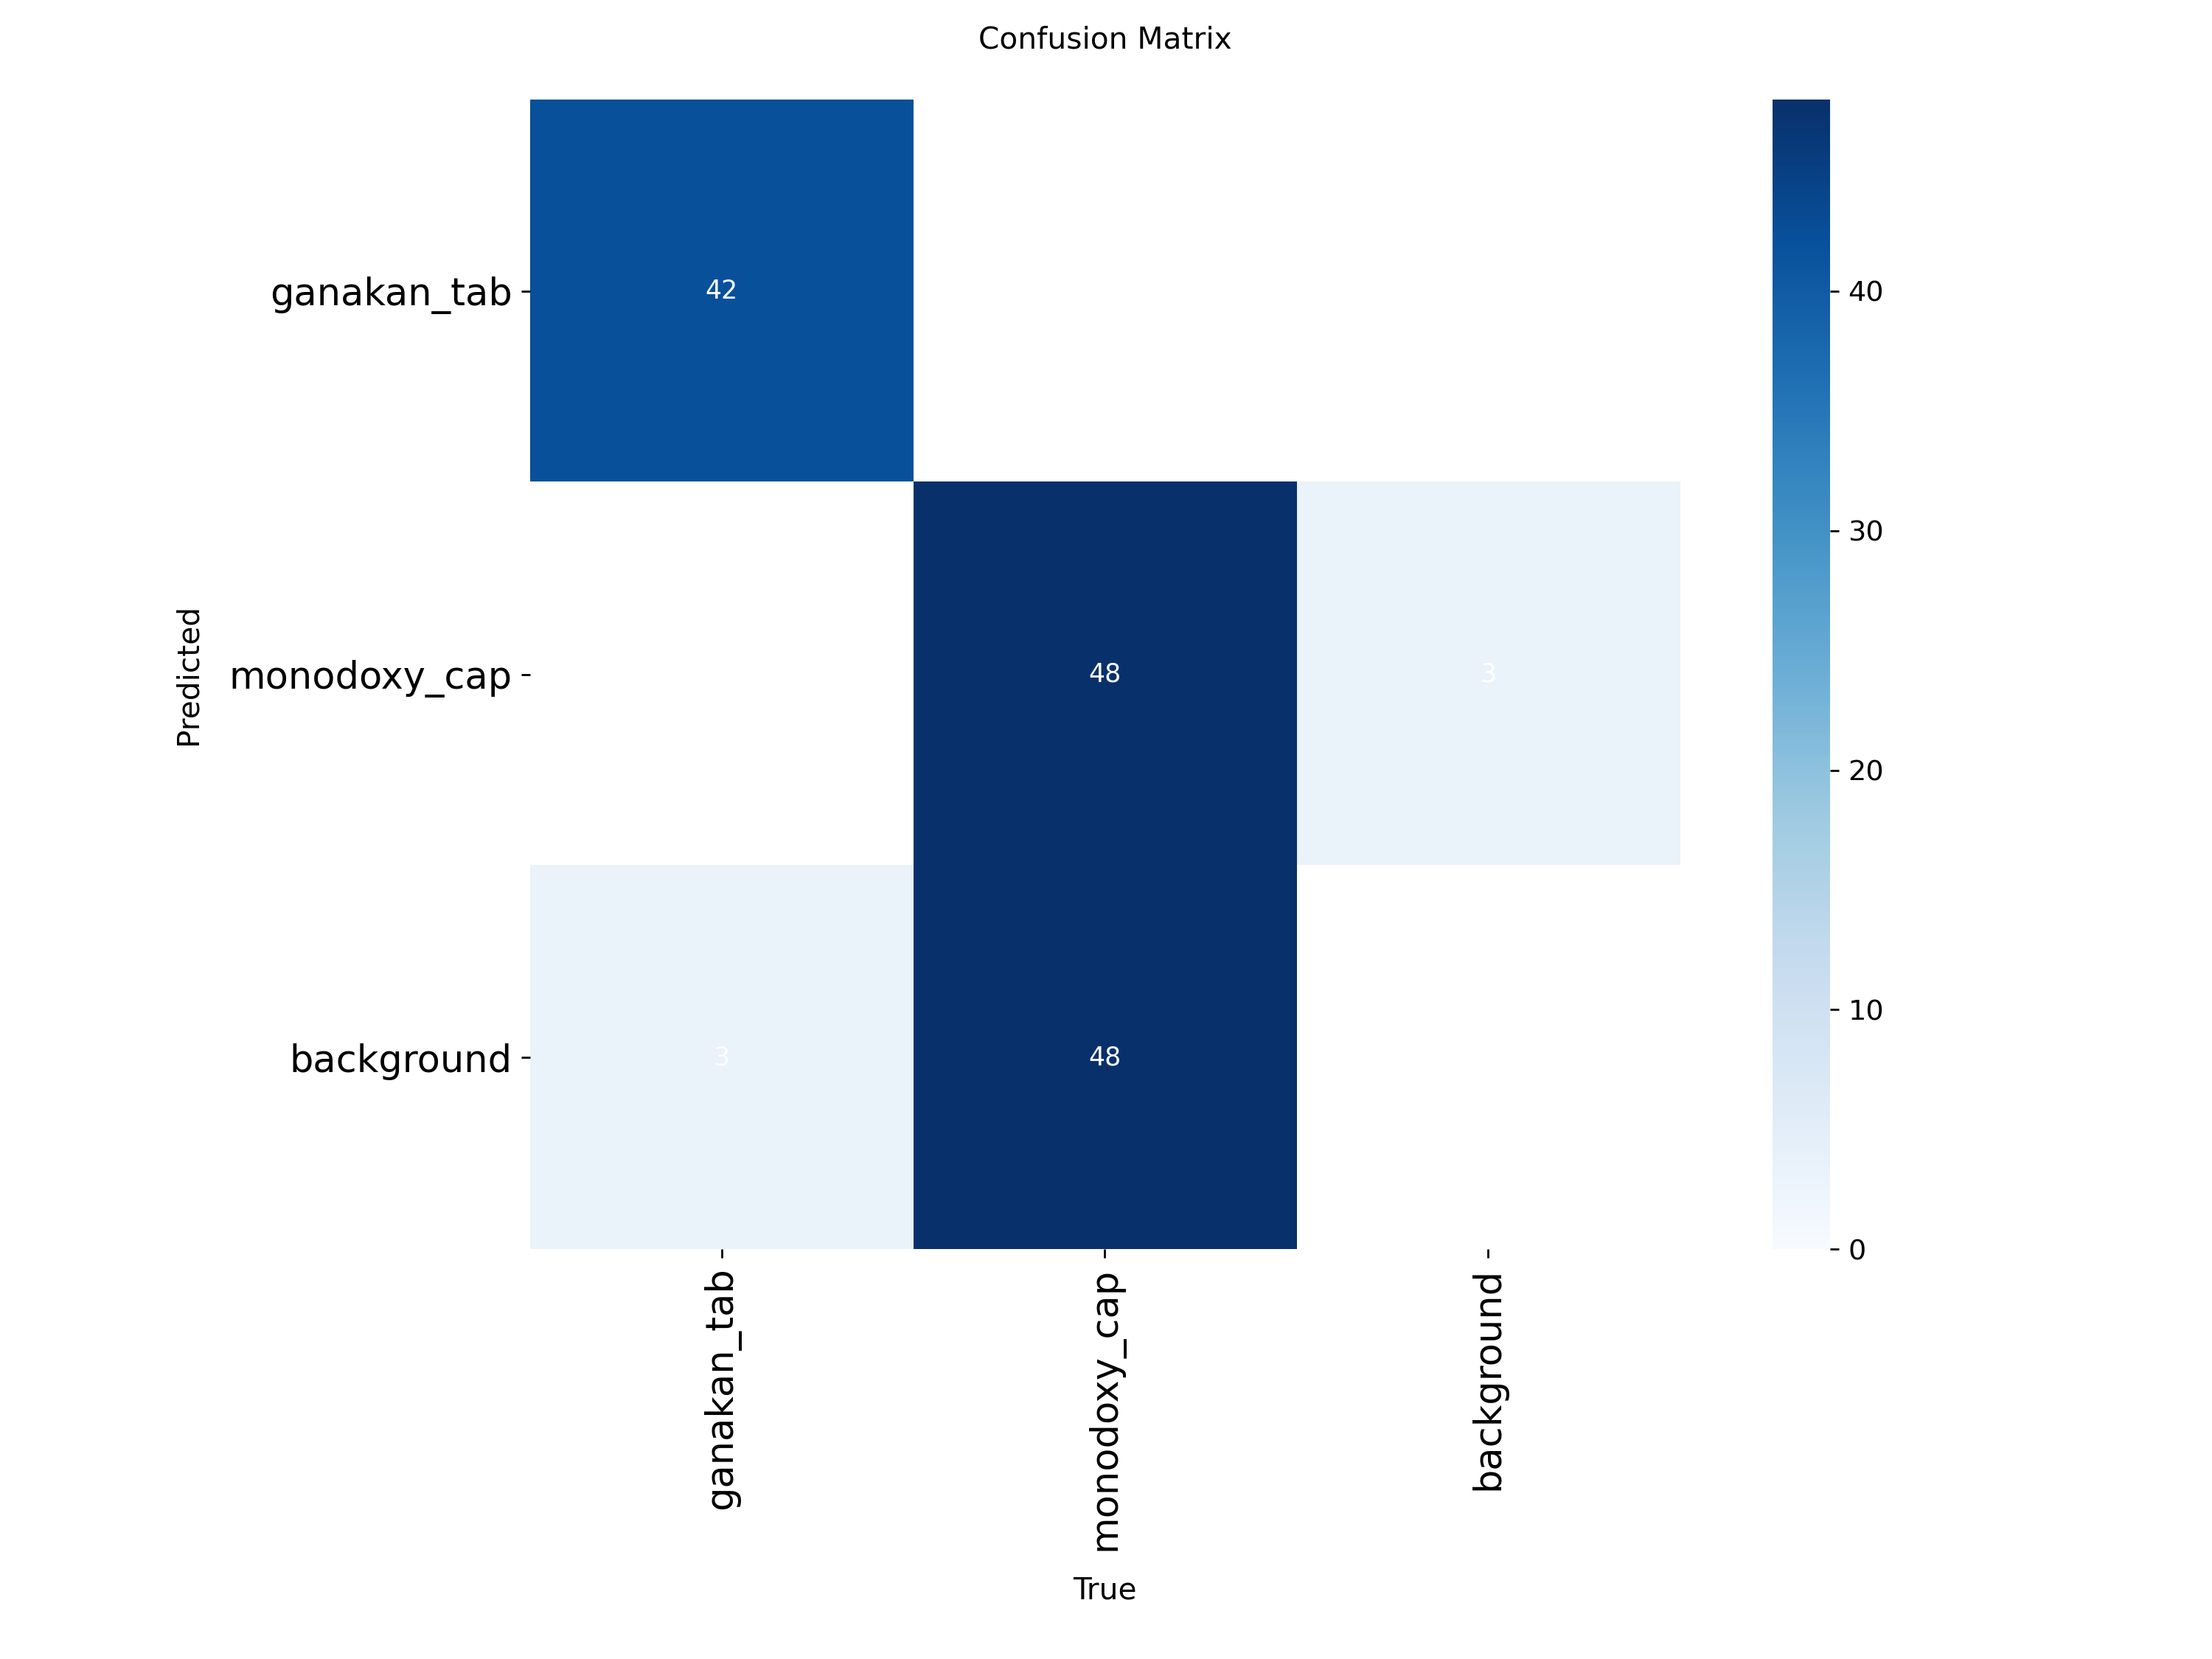 Confusion Matrix
ganakan_tab
42
40
30
Predicted
monodoxy_cap
48
3
20
10
background
3
48
0
ganakan_tab
monodoxy_cap
background
True